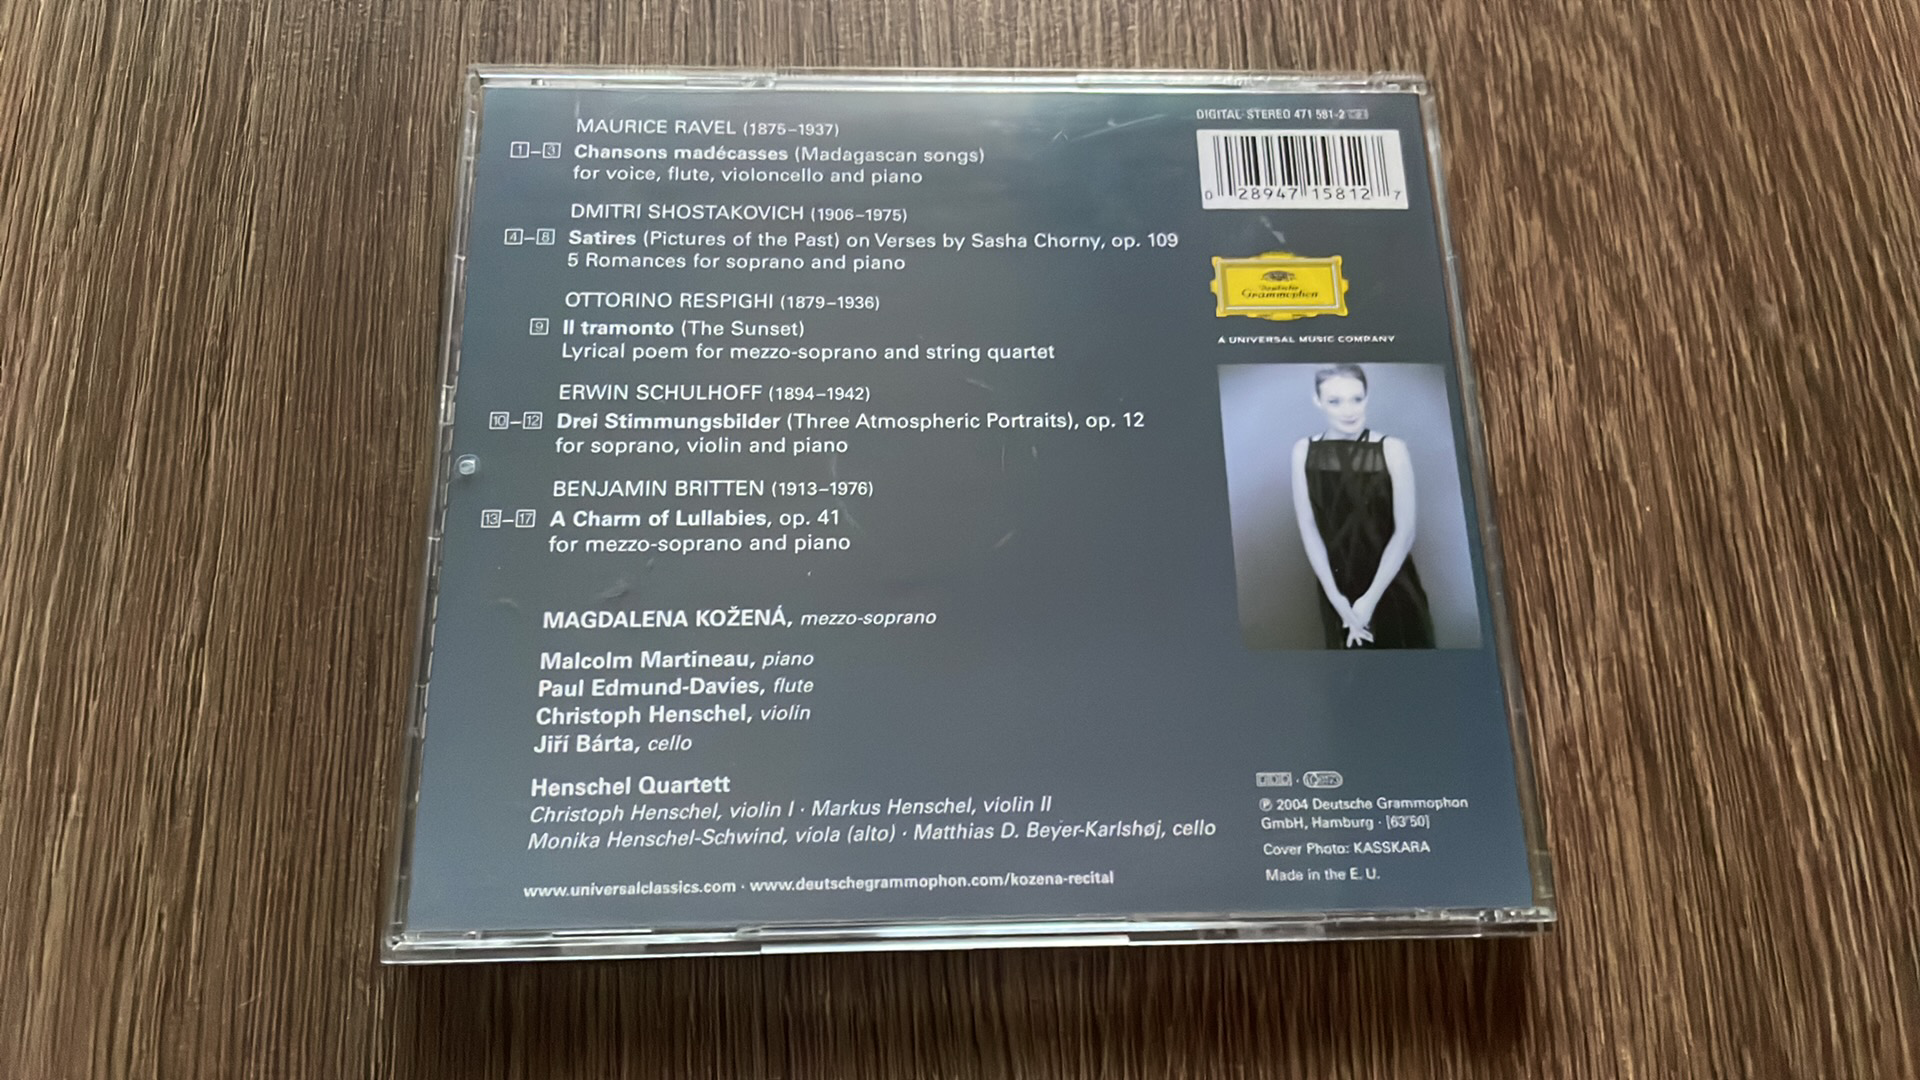 MAURICE RAVEL (1875–1937)
1–3 Chansons madécasses (Madagascan songs)
for voice, flute, violoncello and piano
DMITRI SHOSTAKOVICH (1906–1975)
4–8 Satires (Pictures of the Past) on Verses by Sasha Chorny, op. 109
5 Romances for soprano and piano
OTTORINO RESPIGHI (1879–1936)
9 Il tramonto (The Sunset)
Lyrical poem for mezzo-soprano and string quartet
ERWIN SCHULHOFF (1894–1942)
10–12 Drei Stimmungsbilder (Three Atmospheric Portraits), op. 12
for soprano, violin and piano
BENJAMIN BRITTEN (1913–1976)
13–17 A Charm of Lullabies, op. 41
for mezzo-soprano and piano
MAGDALENA KOŽENÁ, mezzo-soprano
Malcolm Martineau, piano
Paul Edmund-Davies, flute
Christoph Henschel, violin
Jiří Bárta, cello
Henschel Quartett
Christoph Henschel, violin I · Markus Henschel, violin II
Monika Henschel-Schwind, viola (alto) · Matthias D. Beyer-Karlshøj, cello
www.universalclassics.com · www.deutschegrammophon.com/kozena-recital
DIGITAL STEREO 471 581-2
0 28947 15812 7
Deutsche
Grammophon
A UNIVERSAL MUSIC COMPANY
℗ 2004 Deutsche Grammophon
GmbH, Hamburg · [63'50]
Cover Photo: KASSKARA
Made in the E. U.